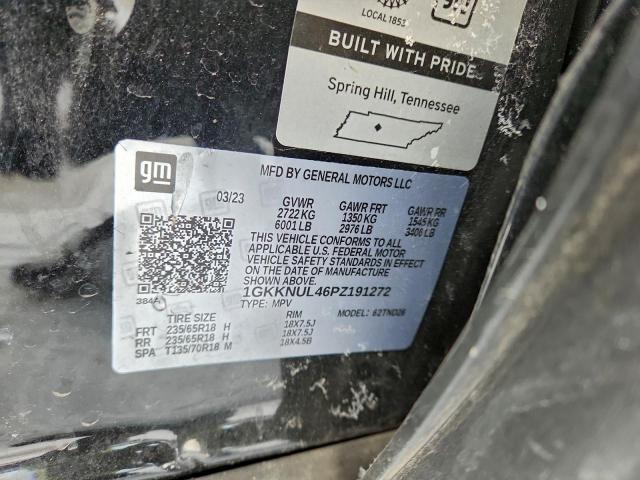 LOCAL 1853
GM
BUILT WITH PRIDE
Spring Hill, Tennessee
gm
MFD BY GENERAL MOTORS LLC
03/23 GVWR GAWR FRT GAWR RR
2722 KG 1350 KG 1545 KG
6001 LB 2976 LB 3406 LB
THIS VEHICLE CONFORMS TO ALL
APPLICABLE U.S. FEDERAL MOTOR
VEHICLE SAFETY STANDARDS IN EFFECT
ON THE DATE OF MANUFACTURE
SHOWN ABOVE.
384A 1GKKNUL46PZ191272
TYPE: MPV MODEL: 62TND26
TIRE SIZE RIM
FRT 235/65R18 H 18X7.5J
RR 235/65R18 H 18X7.5J
SPA T135/70R18 M 18X4.5B